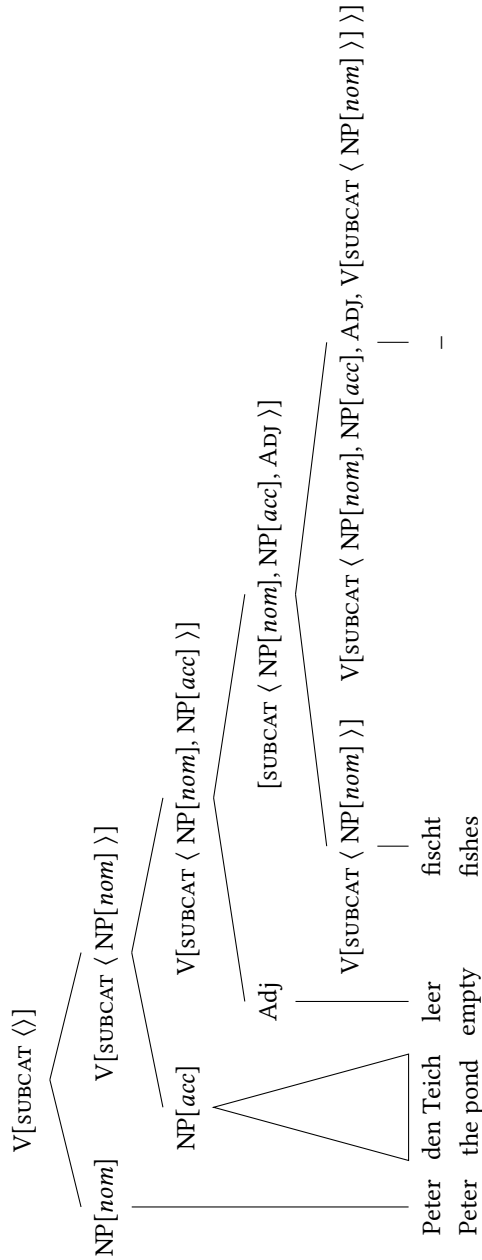 V[SUBCAT ⟨⟩]
NP[nom] V[SUBCAT ⟨ NP[nom] ⟩]
NP[acc] V[SUBCAT ⟨ NP[nom], NP[acc] ⟩]
Adj [SUBCAT ⟨ NP[nom], NP[acc], ADJ ⟩]
V[SUBCAT ⟨ NP[nom] ⟩] V[SUBCAT ⟨ NP[nom], NP[acc], ADJ, V[SUBCAT ⟨ NP[nom] ⟩] ⟩]
Peter den Teich leer fischt –
Peter the pond empty fishes